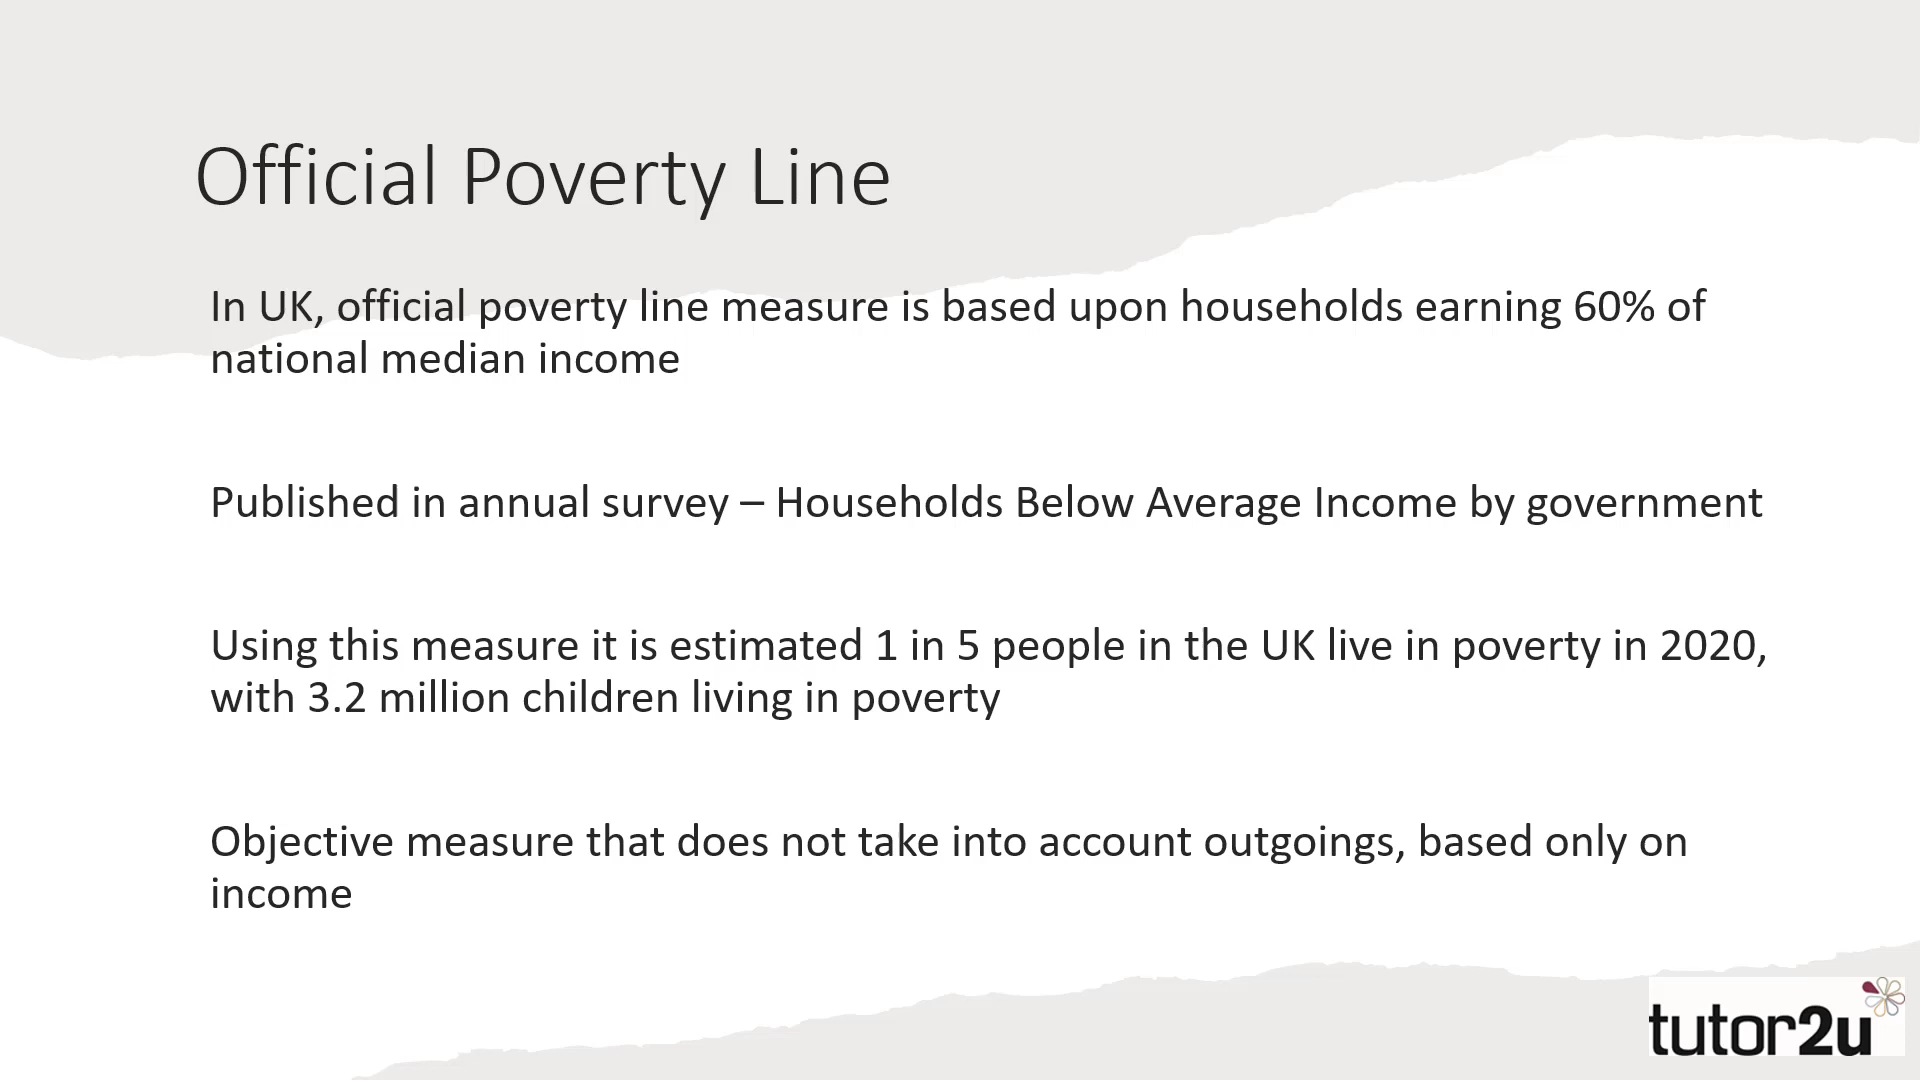 Official Poverty Line
In UK, official poverty line measure is based upon households earning 60% of
national median income
Published in annual survey – Households Below Average Income by government
Using this measure it is estimated 1 in 5 people in the UK live in poverty in 2020,
with 3.2 million children living in poverty
Objective measure that does not take into account outgoings, based only on
income
tutor2u